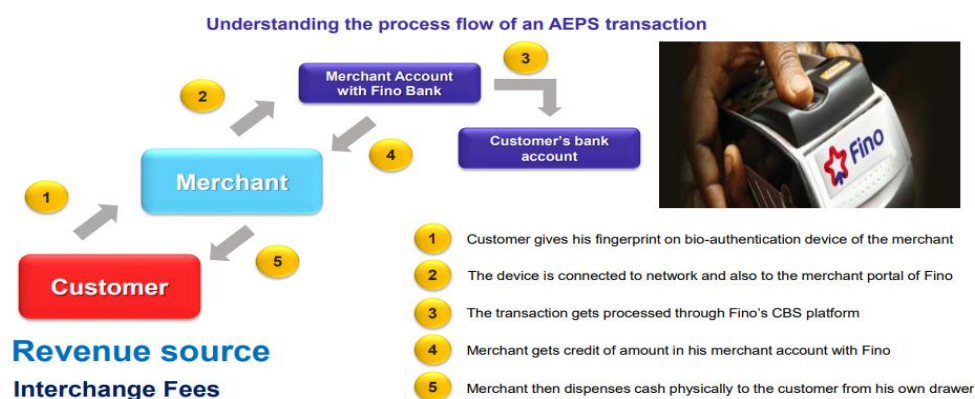 Understanding the process flow of an AEPS transaction
3
Merchant Account
with Fino Bank
2
Customer's bank
account
4
Merchant
1
5
Customer
Fino
1 Customer gives his fingerprint on bio-authentication device of the merchant
2 The device is connected to network and also to the merchant portal of Fino
3 The transaction gets processed through Fino's CBS platform
4 Merchant gets credit of amount in his merchant account with Fino
5 Merchant then dispenses cash physically to the customer from his own drawer
Revenue source
Interchange Fees